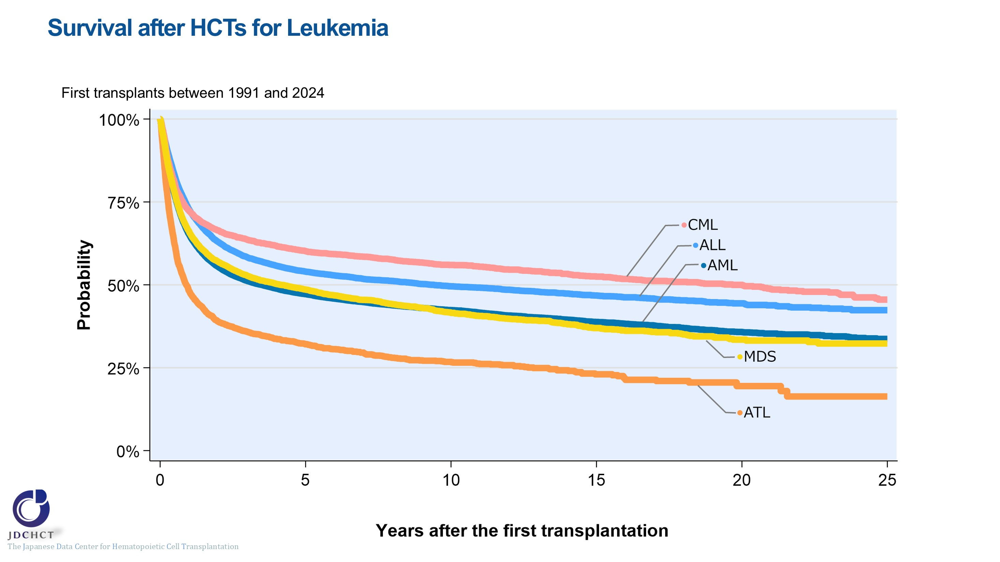 Survival after HCTs for Leukemia
First transplants between 1991 and 2024
100%
75%
50%
25%
0%
Probability
CML
ALL
AML
MDS
ATL
0 5 10 15 20 25
Years after the first transplantation
JDCHCT
The Japanese Data Center for Hematopoietic Cell Transplantation